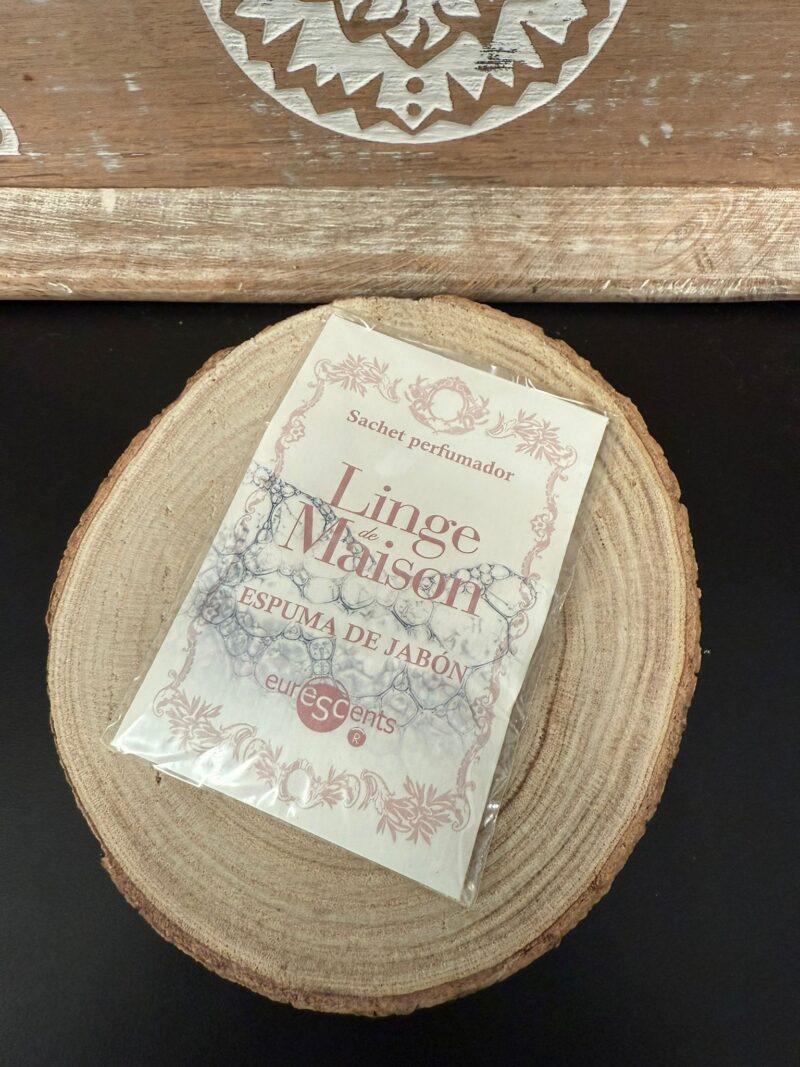 Sachet perfumador
Linge
de
Maison
ESPUMA DE JABÓN
eurescents
®